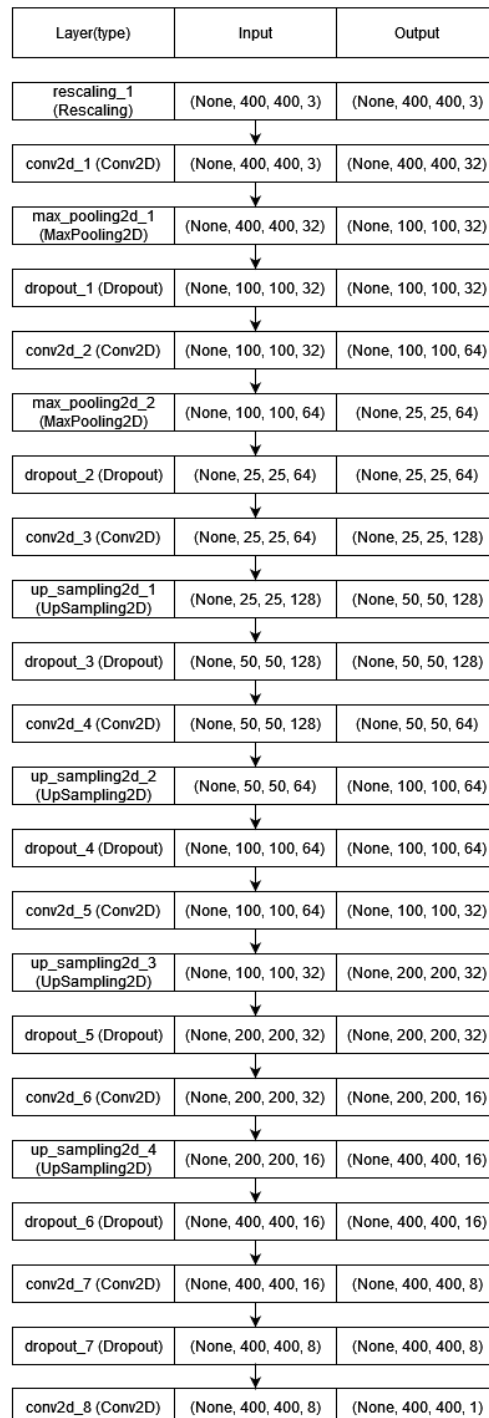 Layer(type) Input Output
rescaling_1
(Rescaling) (None, 400, 400, 3) (None, 400, 400, 3)
conv2d_1 (Conv2D) (None, 400, 400, 3) (None, 400, 400, 32)
max_pooling2d_1
(MaxPooling2D) (None, 400, 400, 32) (None, 100, 100, 32)
dropout_1 (Dropout) (None, 100, 100, 32) (None, 100, 100, 32)
conv2d_2 (Conv2D) (None, 100, 100, 32) (None, 100, 100, 64)
max_pooling2d_2
(MaxPooling2D) (None, 100, 100, 64) (None, 25, 25, 64)
dropout_2 (Dropout) (None, 25, 25, 64) (None, 25, 25, 64)
conv2d_3 (Conv2D) (None, 25, 25, 64) (None, 25, 25, 128)
up_sampling2d_1
(UpSampling2D) (None, 25, 25, 128) (None, 50, 50, 128)
dropout_3 (Dropout) (None, 50, 50, 128) (None, 50, 50, 128)
conv2d_4 (Conv2D) (None, 50, 50, 128) (None, 50, 50, 64)
up_sampling2d_2
(UpSampling2D) (None, 50, 50, 64) (None, 100, 100, 64)
dropout_4 (Dropout) (None, 100, 100, 64) (None, 100, 100, 64)
conv2d_5 (Conv2D) (None, 100, 100, 64) (None, 100, 100, 32)
up_sampling2d_3
(UpSampling2D) (None, 100, 100, 32) (None, 200, 200, 32)
dropout_5 (Dropout) (None, 200, 200, 32) (None, 200, 200, 32)
conv2d_6 (Conv2D) (None, 200, 200, 32) (None, 200, 200, 16)
up_sampling2d_4
(UpSampling2D) (None, 200, 200, 16) (None, 400, 400, 16)
dropout_6 (Dropout) (None, 400, 400, 16) (None, 400, 400, 16)
conv2d_7 (Conv2D) (None, 400, 400, 16) (None, 400, 400, 8)
dropout_7 (Dropout) (None, 400, 400, 8) (None, 400, 400, 8)
conv2d_8 (Conv2D) (None, 400, 400, 8) (None, 400, 400, 1)